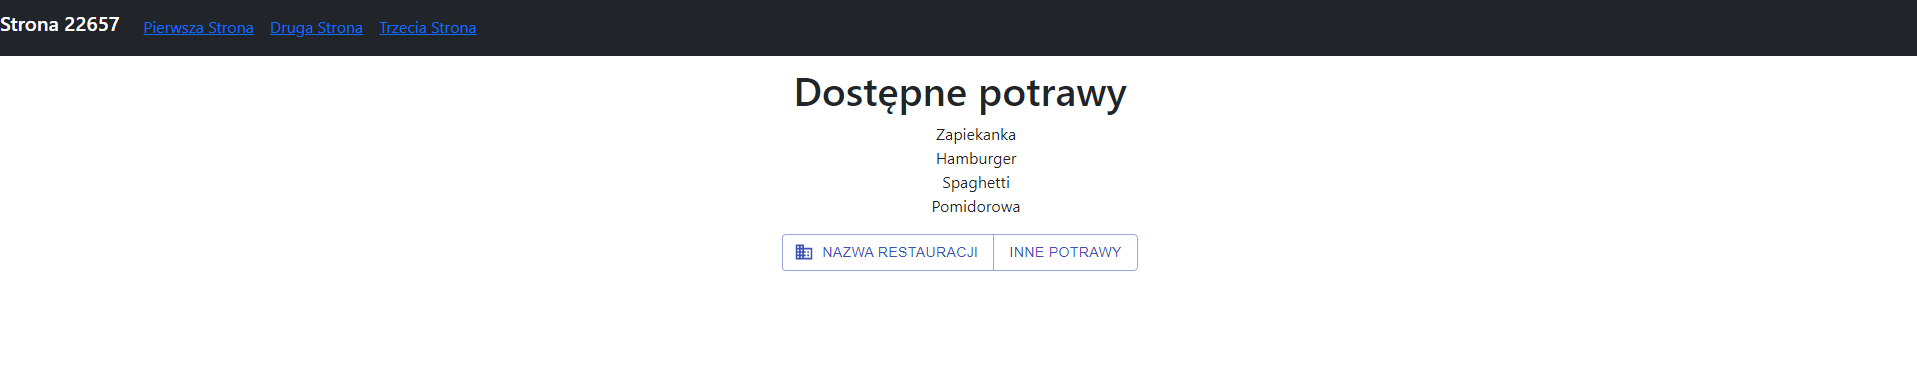 Strona 22657 Pierwsza Strona Druga Strona Trzecia Strona
Dostępne potrawy
Zapiekanka
Hamburger
Spaghetti
Pomidorowa
NAZWA RESTAURACJI INNE POTRAWY